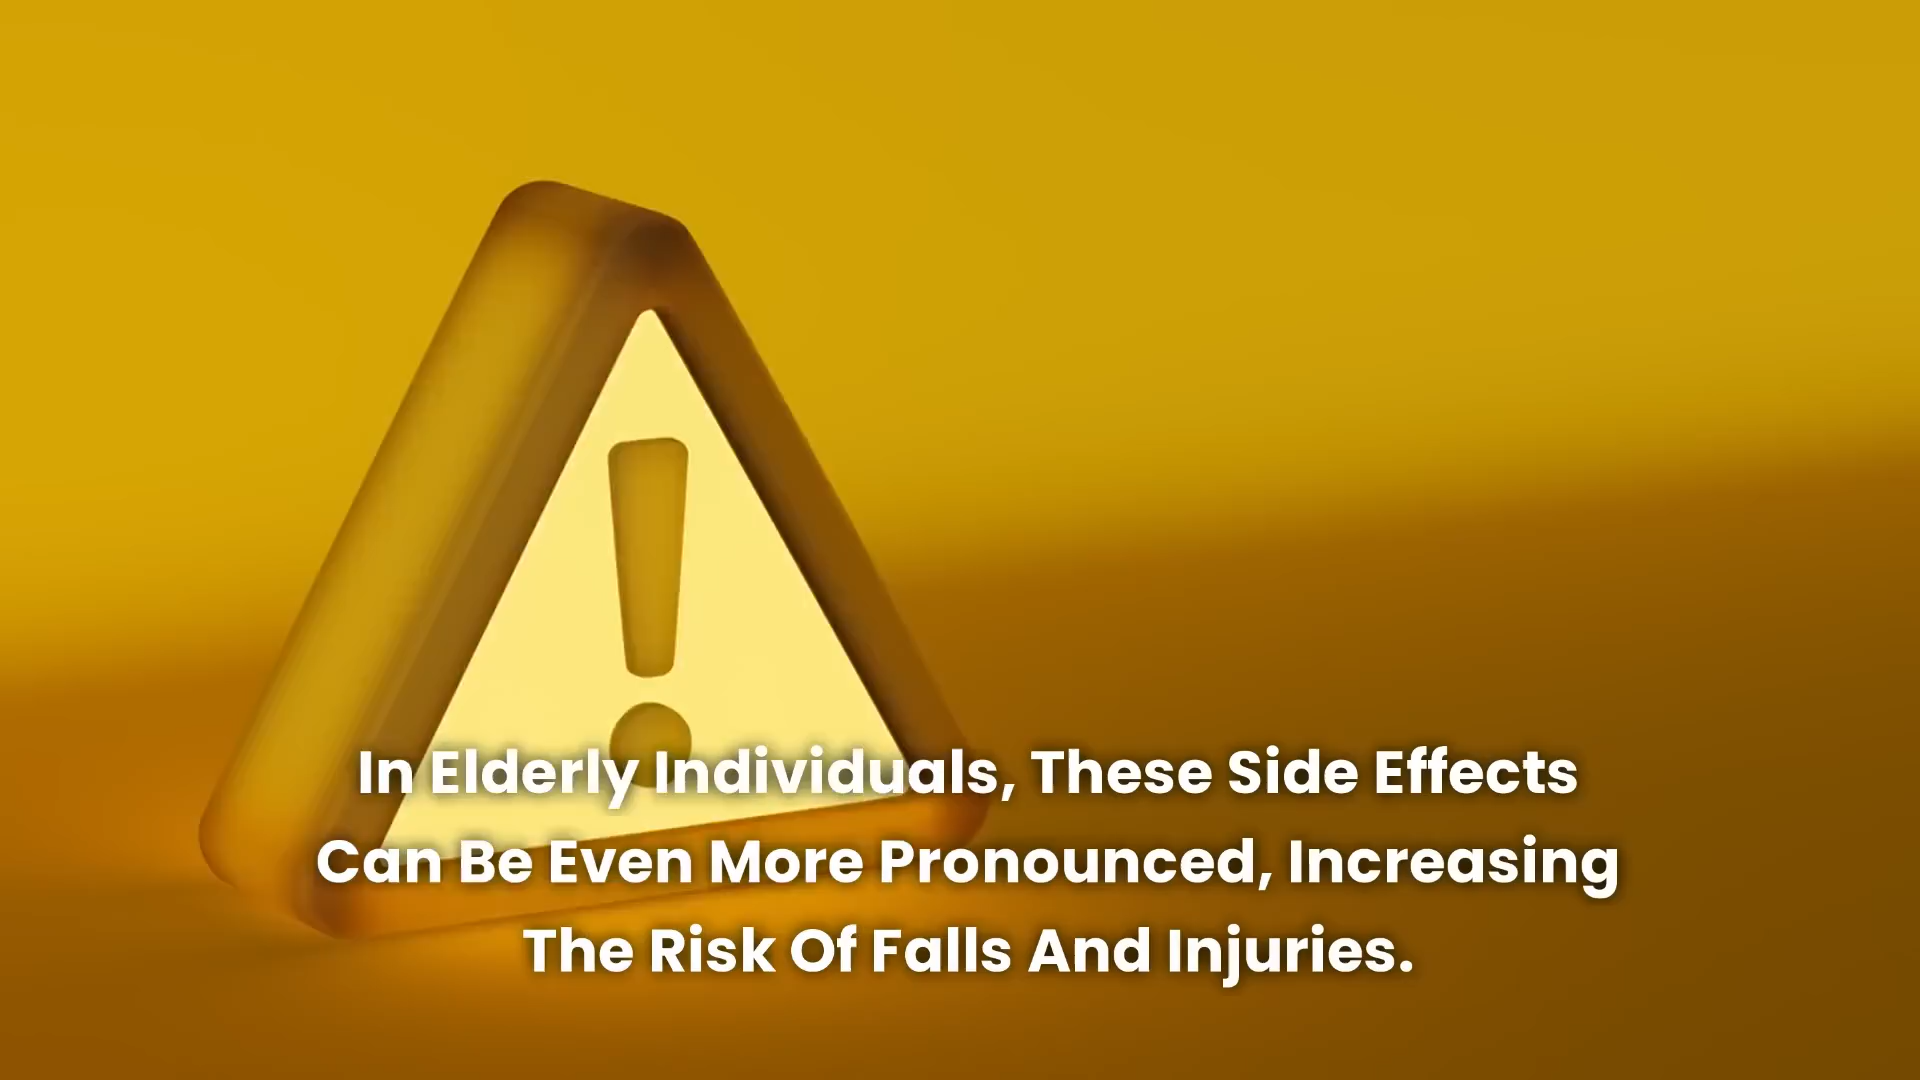 In Elderly Individuals, These Side Effects
Can Be Even More Pronounced, Increasing
The Risk Of Falls And Injuries.